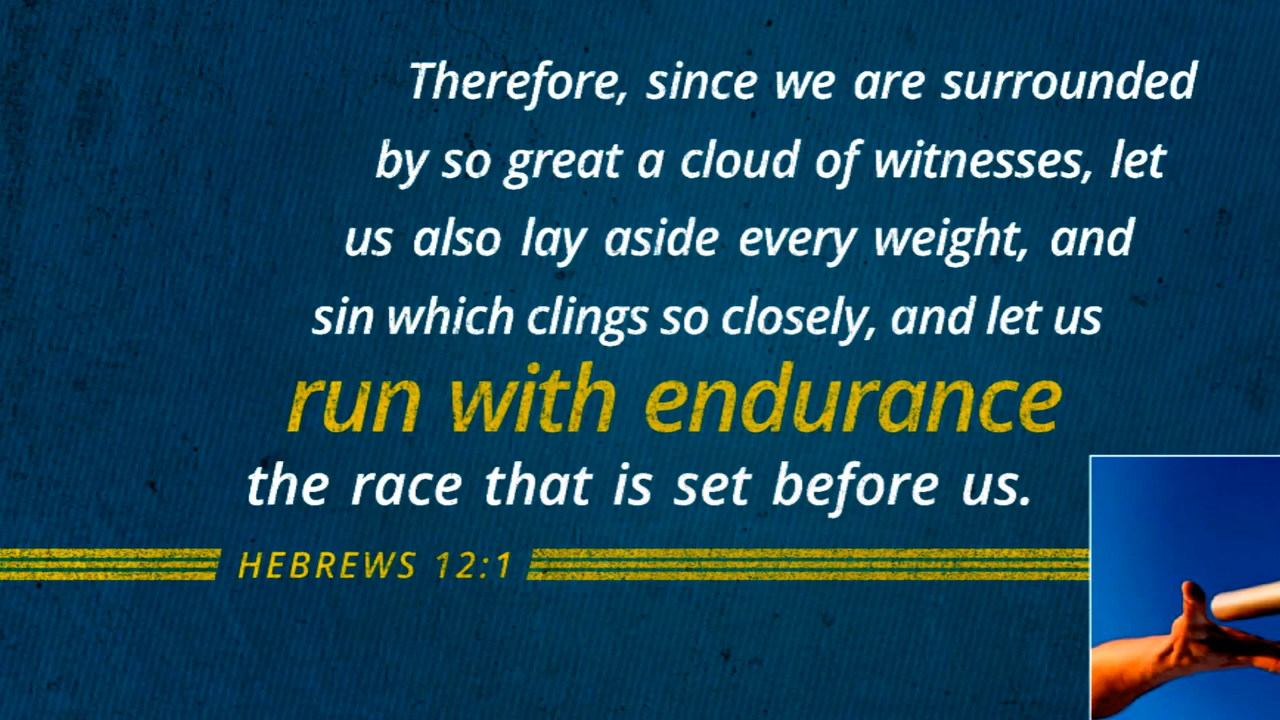 Therefore, since we are surrounded
by so great a cloud of witnesses, let
us also lay aside every weight, and
sin which clings so closely, and let us
run with endurance
the race that is set before us.
HEBREWS 12:1